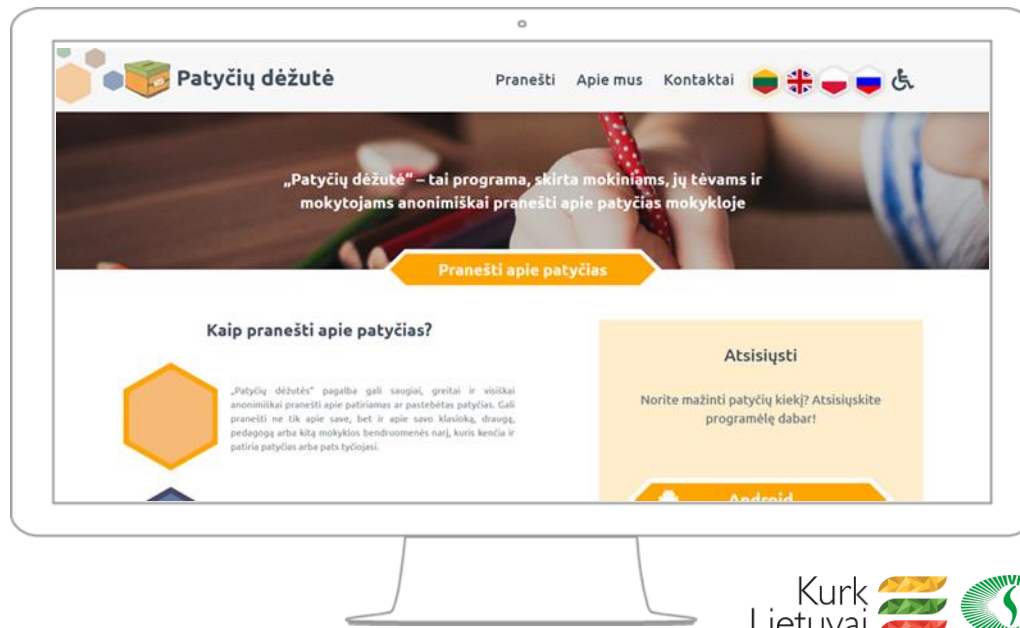 Patyčių dėžutė
Pranešti Apie mus Kontaktai
„Patyčių dėžutė“ – tai programa, skirta mokiniams, jų tėvams ir
mokytojams anonimiškai pranešti apie patyčias mokykloje
Pranešti apie patyčias
Kaip pranešti apie patyčias?
„Patyčių dėžutės“ pagalba gali saugiai, greitai ir visiškai
anonimiškai pranešti apie patiriamas ar pastebėtas patyčias. Gali
pranešti ne tik apie save, bet ir apie savo klasioką, draugą,
pedagogą arba kitą mokyklos bendruomenės narį, kuris kenčia ir
patiria patyčias arba pats tyčiojasi.
Atsisiųsti
Norite mažinti patyčių kiekį? Atsisiųskite
programėlę dabar!
Android
Kurk
Lietuvai